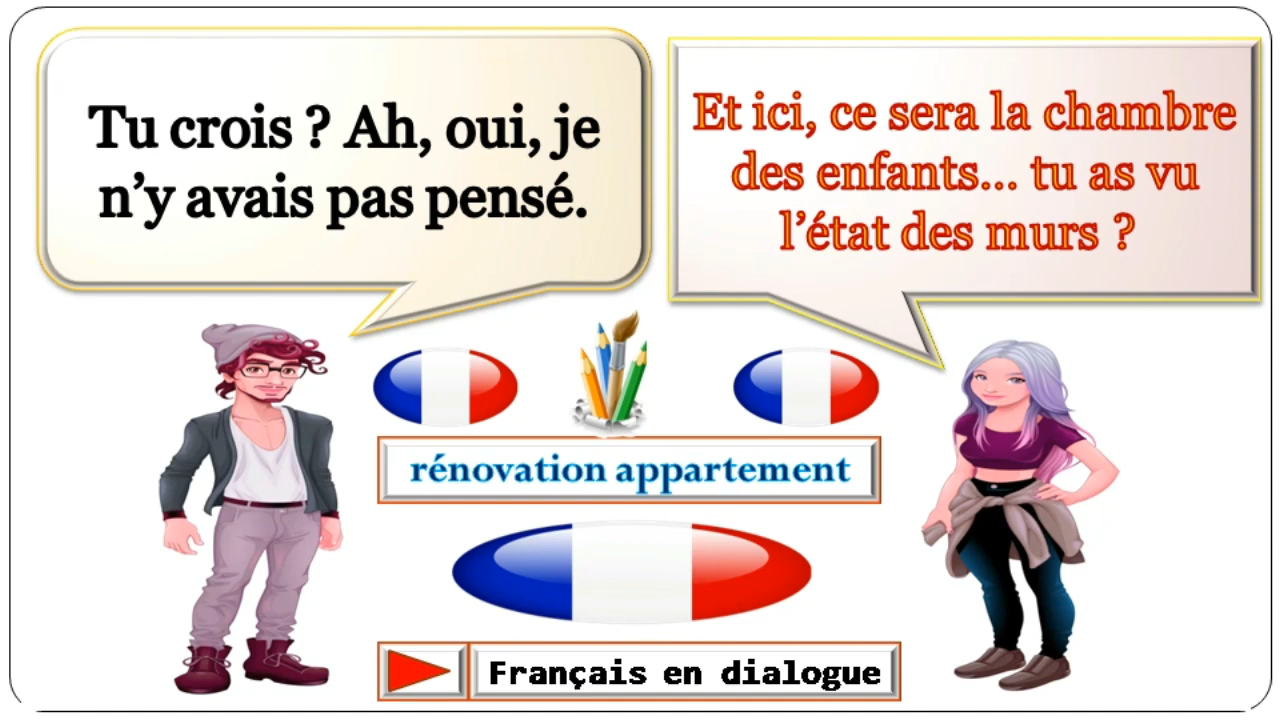 Tu crois ? Ah, oui, je
n’y avais pas pensé.
Et ici, ce sera la chambre
des enfants... tu as vu
l’état des murs ?
rénovation appartement
Français en dialogue